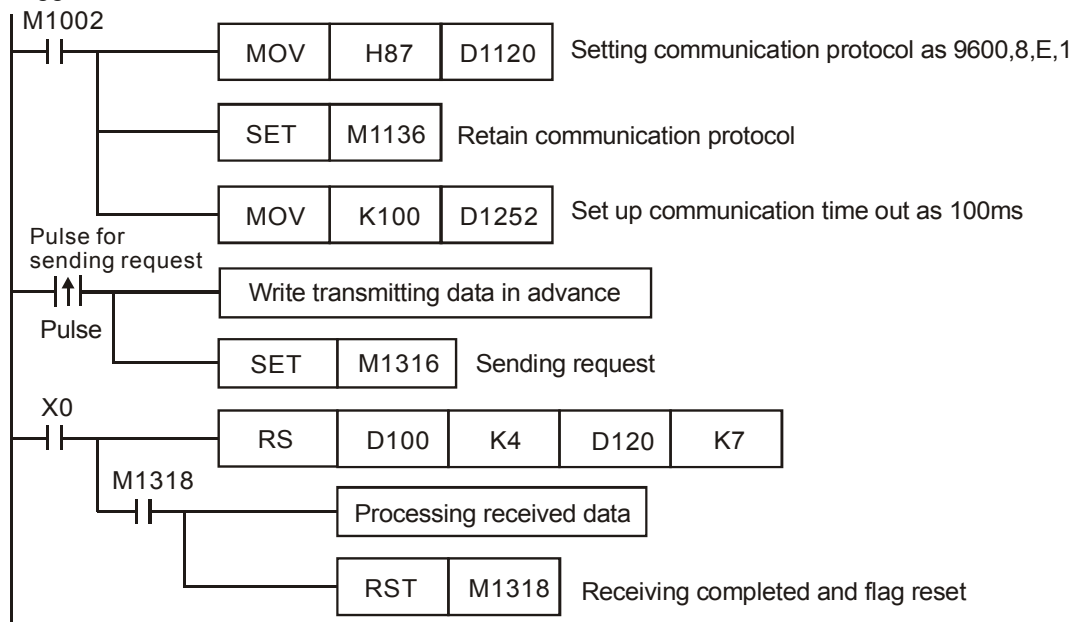 M1002
MOV H87 D1120 Setting communication protocol as 9600,8,E,1
SET M1136 Retain communication protocol
MOV K100 D1252 Set up communication time out as 100ms
Pulse for
sending request
Write transmitting data in advance
Pulse
SET M1316 Sending request
X0
RS D100 K4 D120 K7
M1318
Processing received data
RST M1318 Receiving completed and flag reset